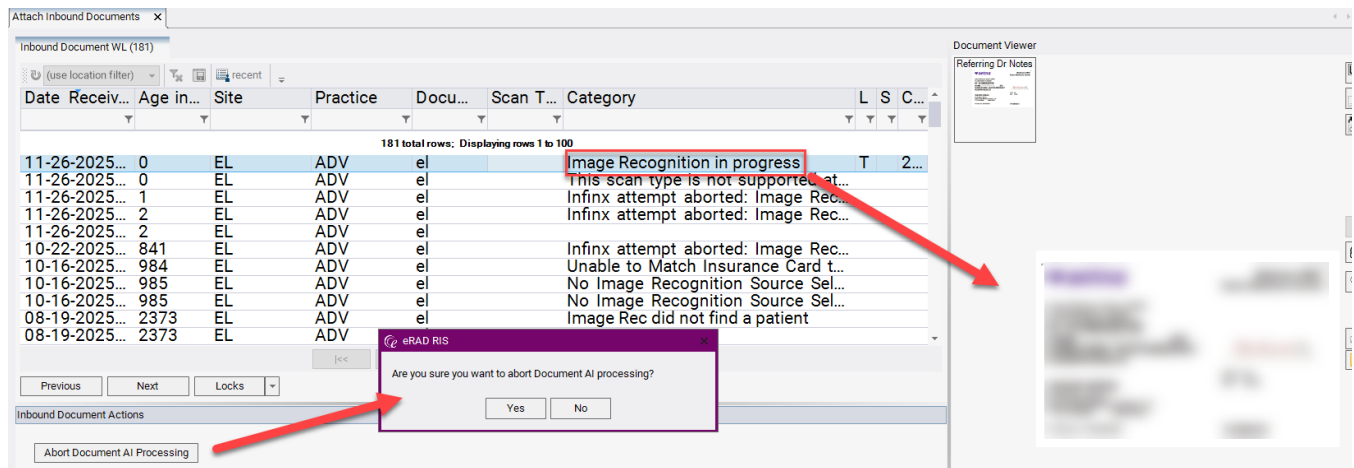 Attach Inbound Documents
Inbound Document WL (181)
(use location filter) recent
Date Receiv... Age in... Site Practice Docu... Scan T... Category L S C...
181 total rows; Displaying rows 1 to 100
11-26-2025... 0 EL ADV el Image Recognition in progress T 2...
11-26-2025... 0 EL ADV el This scan type is not supported at...
11-26-2025... 1 EL ADV el Infinx attempt aborted: Image Rec...
11-26-2025... 2 EL ADV el Infinx attempt aborted: Image Rec...
11-26-2025... 2 EL ADV el
10-22-2025... 841 EL ADV el Infinx attempt aborted: Image Rec...
10-16-2025... 984 EL ADV el Unable to Match Insurance Card t...
10-16-2025... 985 EL ADV el No Image Recognition Source Sel...
10-16-2025... 985 EL ADV el No Image Recognition Source Sel...
08-19-2025... 2373 EL ADV el Image Rec did not find a patient
08-19-2025... 2373 EL ADV
|<<
Previous Next Locks
Inbound Document Actions
Abort Document AI Processing
eRAD RIS
Are you sure you want to abort Document AI processing?
Yes No
Document Viewer
Referring Dr Notes